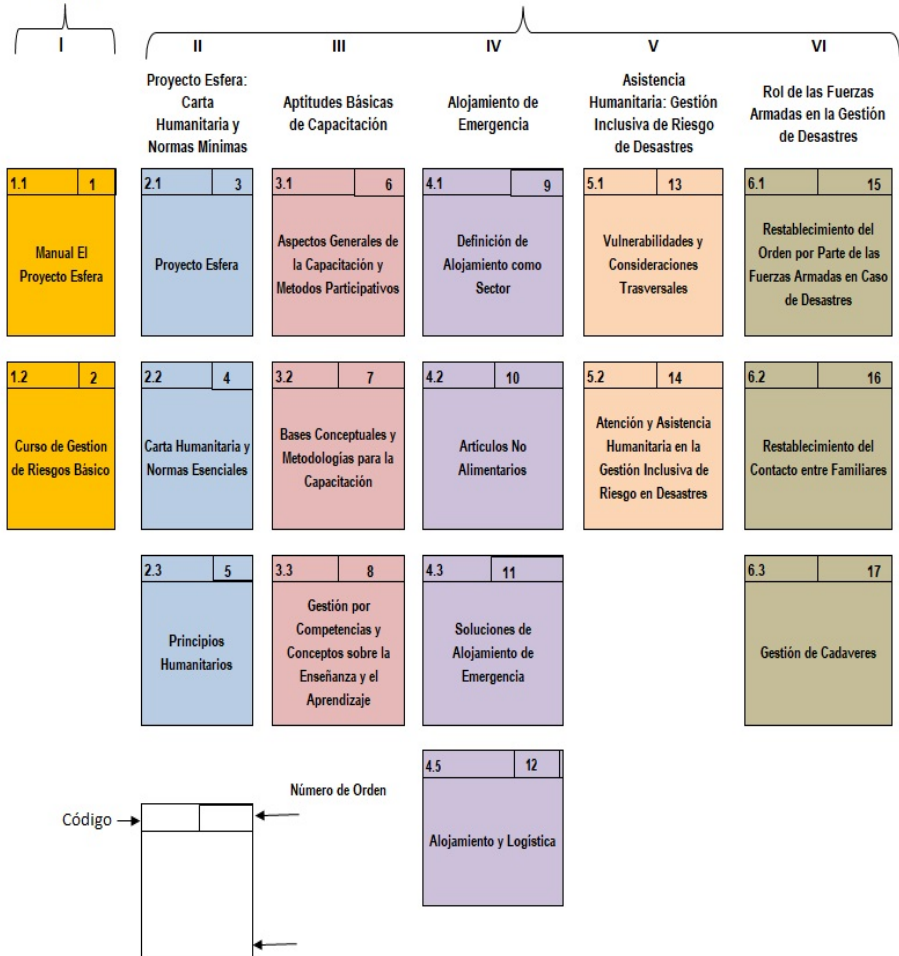 I
II
III
IV
V
VI
Proyecto Esfera:
Carta
Humanitaria y
Normas Mínimas
Aptitudes Básicas
de Capacitación
Alojamiento de
Emergencia
Asistencia
Humanitaria: Gestión
Inclusiva de Riesgo
de Desastres
Rol de las Fuerzas
Armadas en la Gestión
de Desastres
1.1 1
Manual El
Proyecto Esfera
2.1 3
Proyecto Esfera
3.1 6
Aspectos Generales de
la Capacitación y
Metodos Participativos
4.1 9
Definición de
Alojamiento como
Sector
5.1 13
Vulnerabilidades y
Consideraciones
Trasversales
6.1 15
Restablecimiento del
Orden por Parte de las
Fuerzas Armadas en Caso
de Desastres
1.2 2
Curso de Gestion
de Riesgos Básico
2.2 4
Carta Humanitaria y
Normas Esenciales
3.2 7
Bases Conceptuales y
Metodologías para la
Capacitación
4.2 10
Artículos No
Alimentarios
5.2 14
Atención y Asistencia
Humanitaria en la
Gestión Inclusiva de
Riesgo en Desastres
6.2 16
Restablecimiento del
Contacto entre Familiares
2.3 5
Principios
Humanitarios
3.3 8
Gestión por
Competencias y
Conceptos sobre la
Enseñanza y el
Aprendizaje
4.3 11
Soluciones de
Alojamiento de
Emergencia
6.3 17
Gestión de Cadaveres
4.5 12
Alojamiento y Logística
Número de Orden
Código